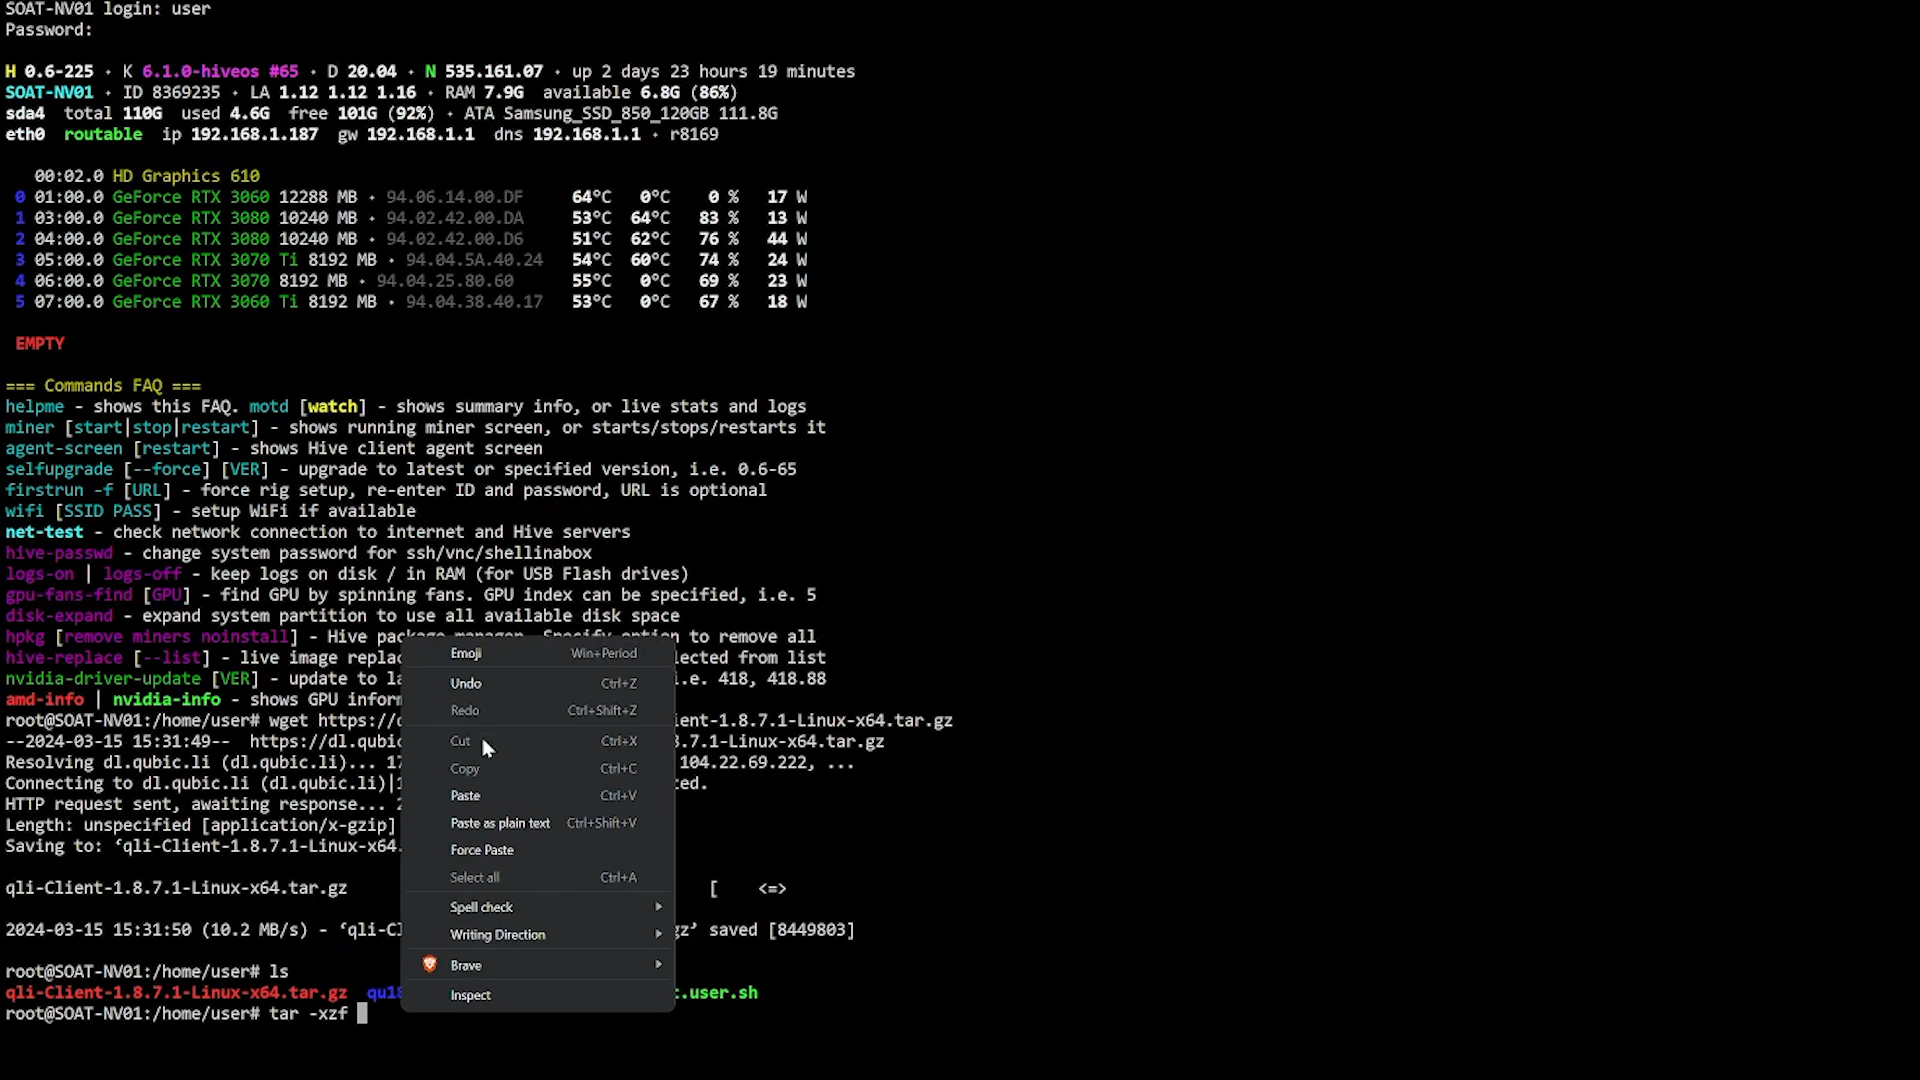 SOAT-NV01 login: user
Password:
H 0.6-225 · K 6.1.0-hiveos #65 · D 20.04 · N 535.161.07 · up 2 days 23 hours 19 minutes
SOAT-NV01 · ID 8369235 · LA 1.12 1.12 1.16 · RAM 7.9G available 6.8G (86%)
sda4 total 110G used 4.6G free 101G (92%) · ATA Samsung_SSD_850_120GB 111.8G
eth0 routable ip 192.168.1.187 gw 192.168.1.1 dns 192.168.1.1 · r8169
00:02.0 HD Graphics 610
0 01:00.0 GeForce RTX 3060 12288 MB · 94.06.14.00.DF 64°C 0°C 0 % 17 W
1 03:00.0 GeForce RTX 3080 10240 MB · 94.02.42.00.DA 53°C 64°C 83 % 13 W
2 04:00.0 GeForce RTX 3080 10240 MB · 94.02.42.00.D6 51°C 62°C 76 % 44 W
3 05:00.0 GeForce RTX 3070 Ti 8192 MB · 94.04.5A.40.24 54°C 60°C 74 % 24 W
4 06:00.0 GeForce RTX 3070 8192 MB · 94.04.25.80.60 55°C 0°C 69 % 23 W
5 07:00.0 GeForce RTX 3060 Ti 8192 MB · 94.04.38.40.17 53°C 0°C 67 % 18 W
EMPTY
=== Commands FAQ ===
helpme - shows this FAQ. motd [watch] - shows summary info, or live stats and logs
miner [start|stop|restart] - shows running miner screen, or starts/stops/restarts it
agent-screen [restart] - shows Hive client agent screen
selfupgrade [--force] [VER] - upgrade to latest or specified version, i.e. 0.6-65
firstrun -f [URL] - force rig setup, re-enter ID and password, URL is optional
wifi [SSID PASS] - setup WiFi if available
net-test - check network connection to internet and Hive servers
hive-passwd - change system password for ssh/vnc/shellinabox
logs-on | logs-off - keep logs on disk / in RAM (for USB Flash drives)
gpu-fans-find [GPU] - find GPU by spinning fans. GPU index can be specified, i.e. 5
disk-expand - expand system partition to use all available disk space
hpkg [remove miners noinstall] - Hive package manager. Specify option to remove all
hive-replace [--list] - live image replac lected from list
nvidia-driver-update [VER] - update to la i.e. 418, 418.88
amd-info | nvidia-info - shows GPU inform
root@SOAT-NV01:/home/user# wget https://d ient-1.8.7.1-Linux-x64.tar.gz
--2024-03-15 15:31:49-- https://dl.qubic 8.7.1-Linux-x64.tar.gz
Resolving dl.qubic.li (dl.qubic.li)... 17 104.22.69.222, ...
Connecting to dl.qubic.li (dl.qubic.li)|1 ted.
HTTP request sent, awaiting response... 2
Length: unspecified [application/x-gzip]
Saving to: ‘qli-Client-1.8.7.1-Linux-x64.
qli-Client-1.8.7.1-Linux-x64.tar.gz [ <=>
2024-03-15 15:31:50 (10.2 MB/s) - ‘qli-Cl gz’ saved [8449803]
root@SOAT-NV01:/home/user# ls
qli-Client-1.8.7.1-Linux-x64.tar.gz qu18 t.user.sh
root@SOAT-NV01:/home/user# tar -xzf
Emoji Win+Period
Undo Ctrl+Z
Redo Ctrl+Shift+Z
Cut Ctrl+X
Copy Ctrl+C
Paste Ctrl+V
Paste as plain text Ctrl+Shift+V
Force Paste
Select all Ctrl+A
Spell check
Writing Direction
Brave
Inspect